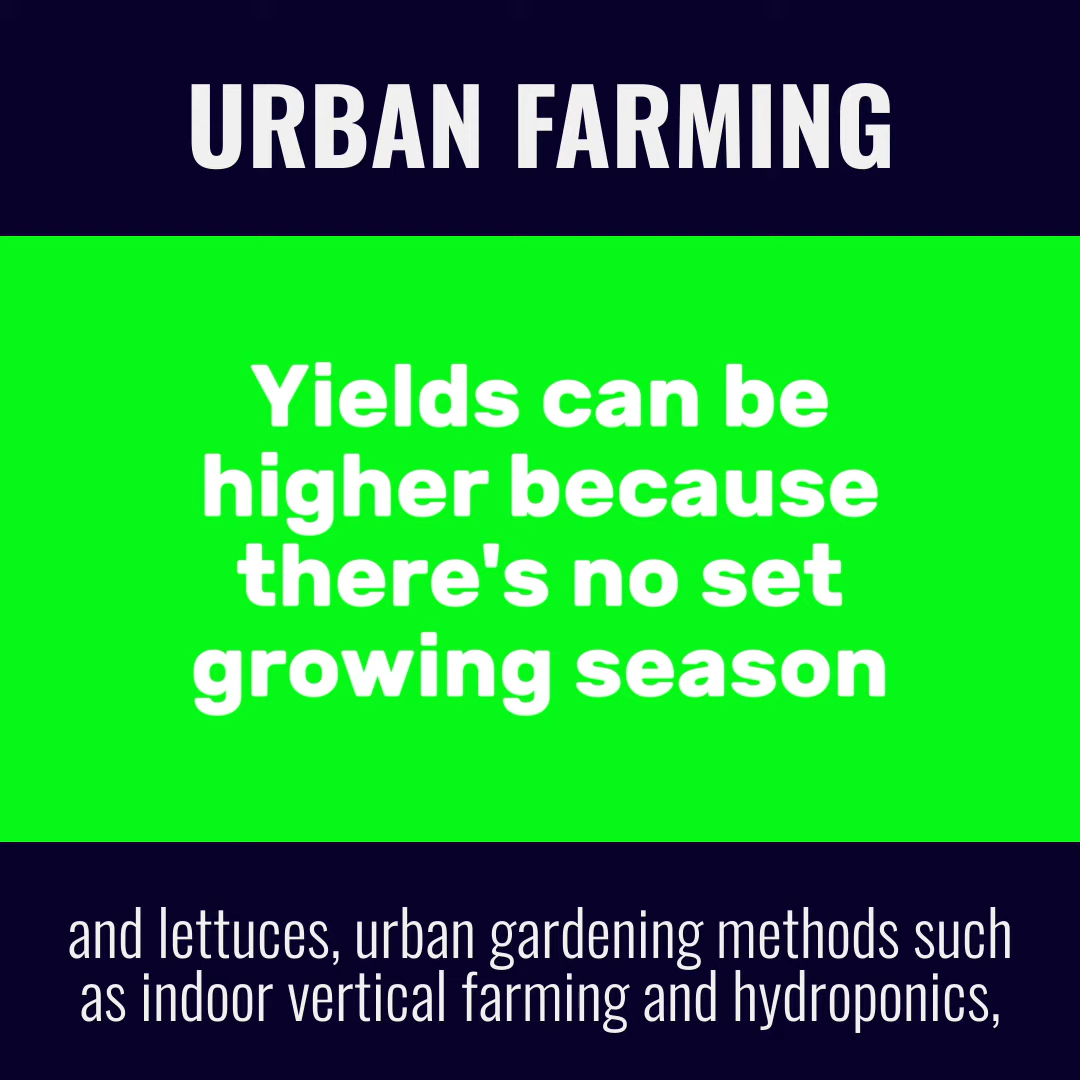 URBAN FARMING
Yields can be
higher because
there's no set
growing season
and lettuces, urban gardening methods such
as indoor vertical farming and hydroponics,